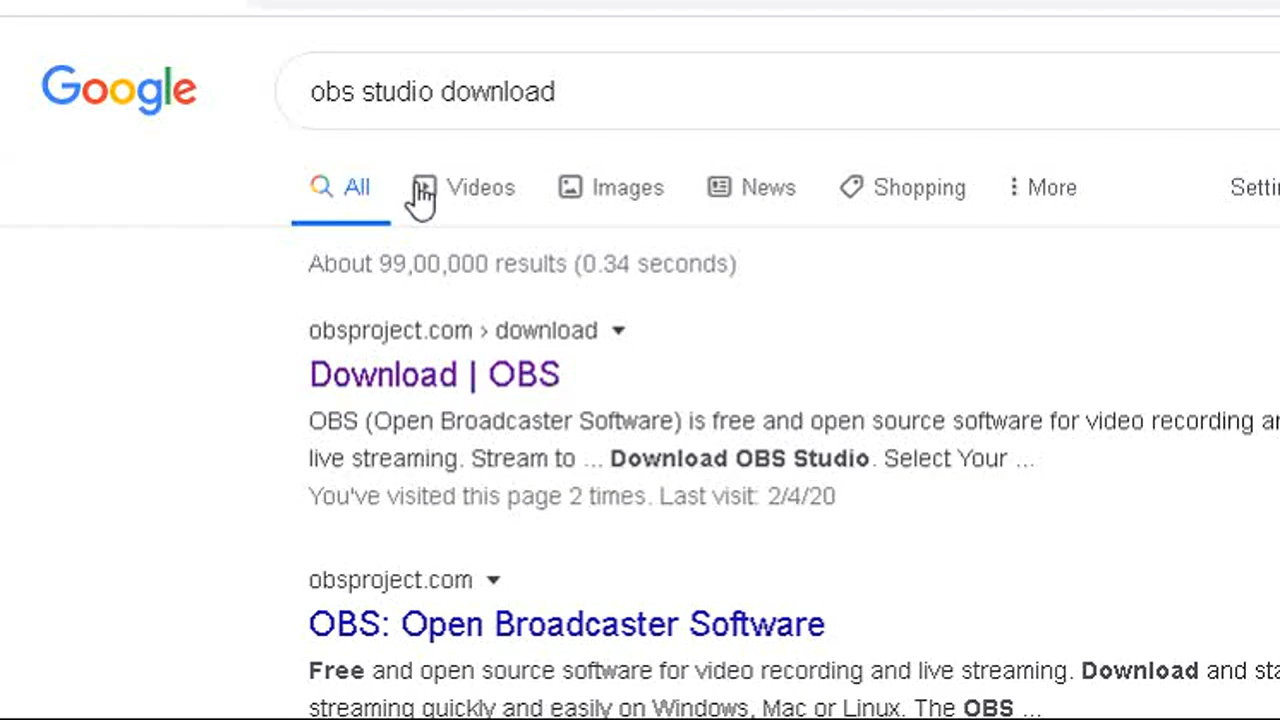 Google
obs studio download
All Videos Images News Shopping More Settin
About 99,00,000 results (0.34 seconds)
obsproject.com › download
Download | OBS
OBS (Open Broadcaster Software) is free and open source software for video recording an
live streaming. Stream to ... Download OBS Studio. Select Your ...
You've visited this page 2 times. Last visit: 2/4/20
obsproject.com
OBS: Open Broadcaster Software
Free and open source software for video recording and live streaming. Download and sta
streaming quickly and easily on Windows, Mac or Linux. The OBS ...